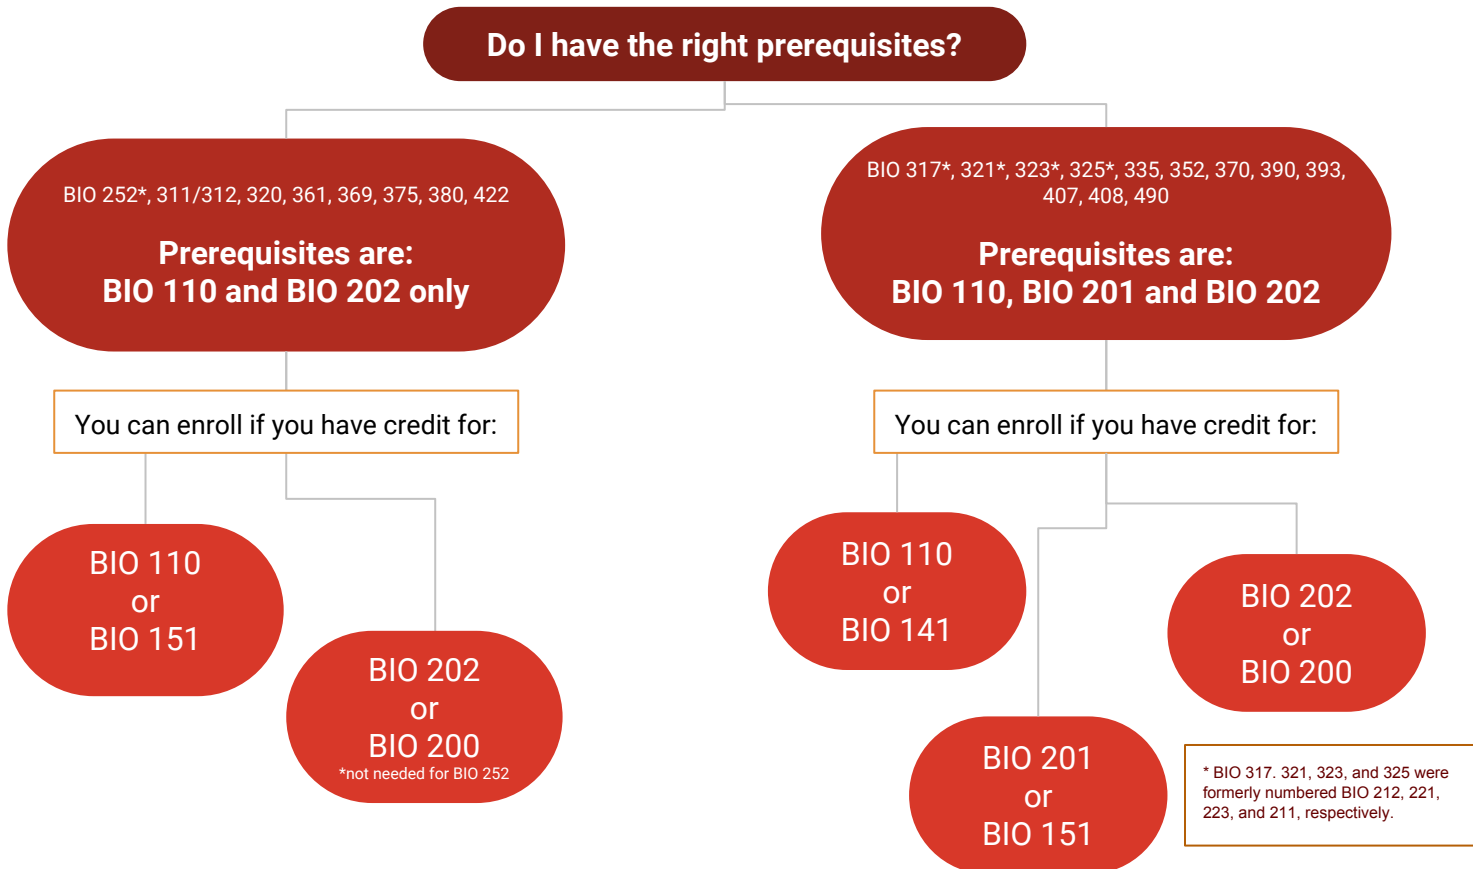 Do I have the right prerequisites?
BIO 252*, 311/312, 320, 361, 369, 375, 380, 422
Prerequisites are:
BIO 110 and BIO 202 only
You can enroll if you have credit for:
BIO 110
or
BIO 151
BIO 202
or
BIO 200
*not needed for BIO 252
BIO 317*, 321*, 323*, 325*, 335, 352, 370, 390, 393,
407, 408, 490
Prerequisites are:
BIO 110, BIO 201 and BIO 202
You can enroll if you have credit for:
BIO 110
or
BIO 141
BIO 201
or
BIO 151
BIO 202
or
BIO 200
* BIO 317. 321, 323, and 325 were
formerly numbered BIO 212, 221,
223, and 211, respectively.